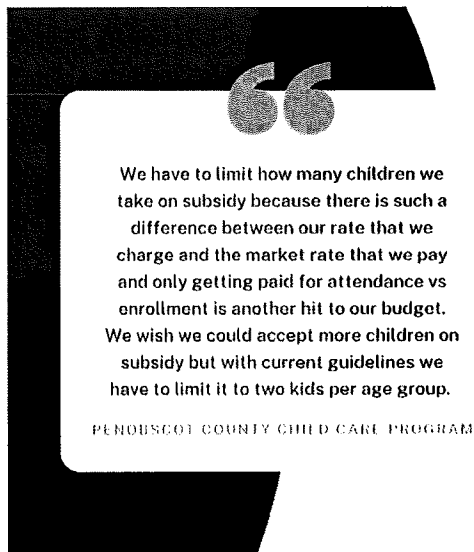 “
We have to limit how many children we
take on subsidy because there is such a
difference between our rate that we
charge and the market rate that we pay
and only getting paid for attendance vs
enrollment is another hit to our budget.
We wish we could accept more children on
subsidy but with current guidelines we
have to limit it to two kids per age group.
PENOBSCOT COUNTY CHILD CARE PROGRAM